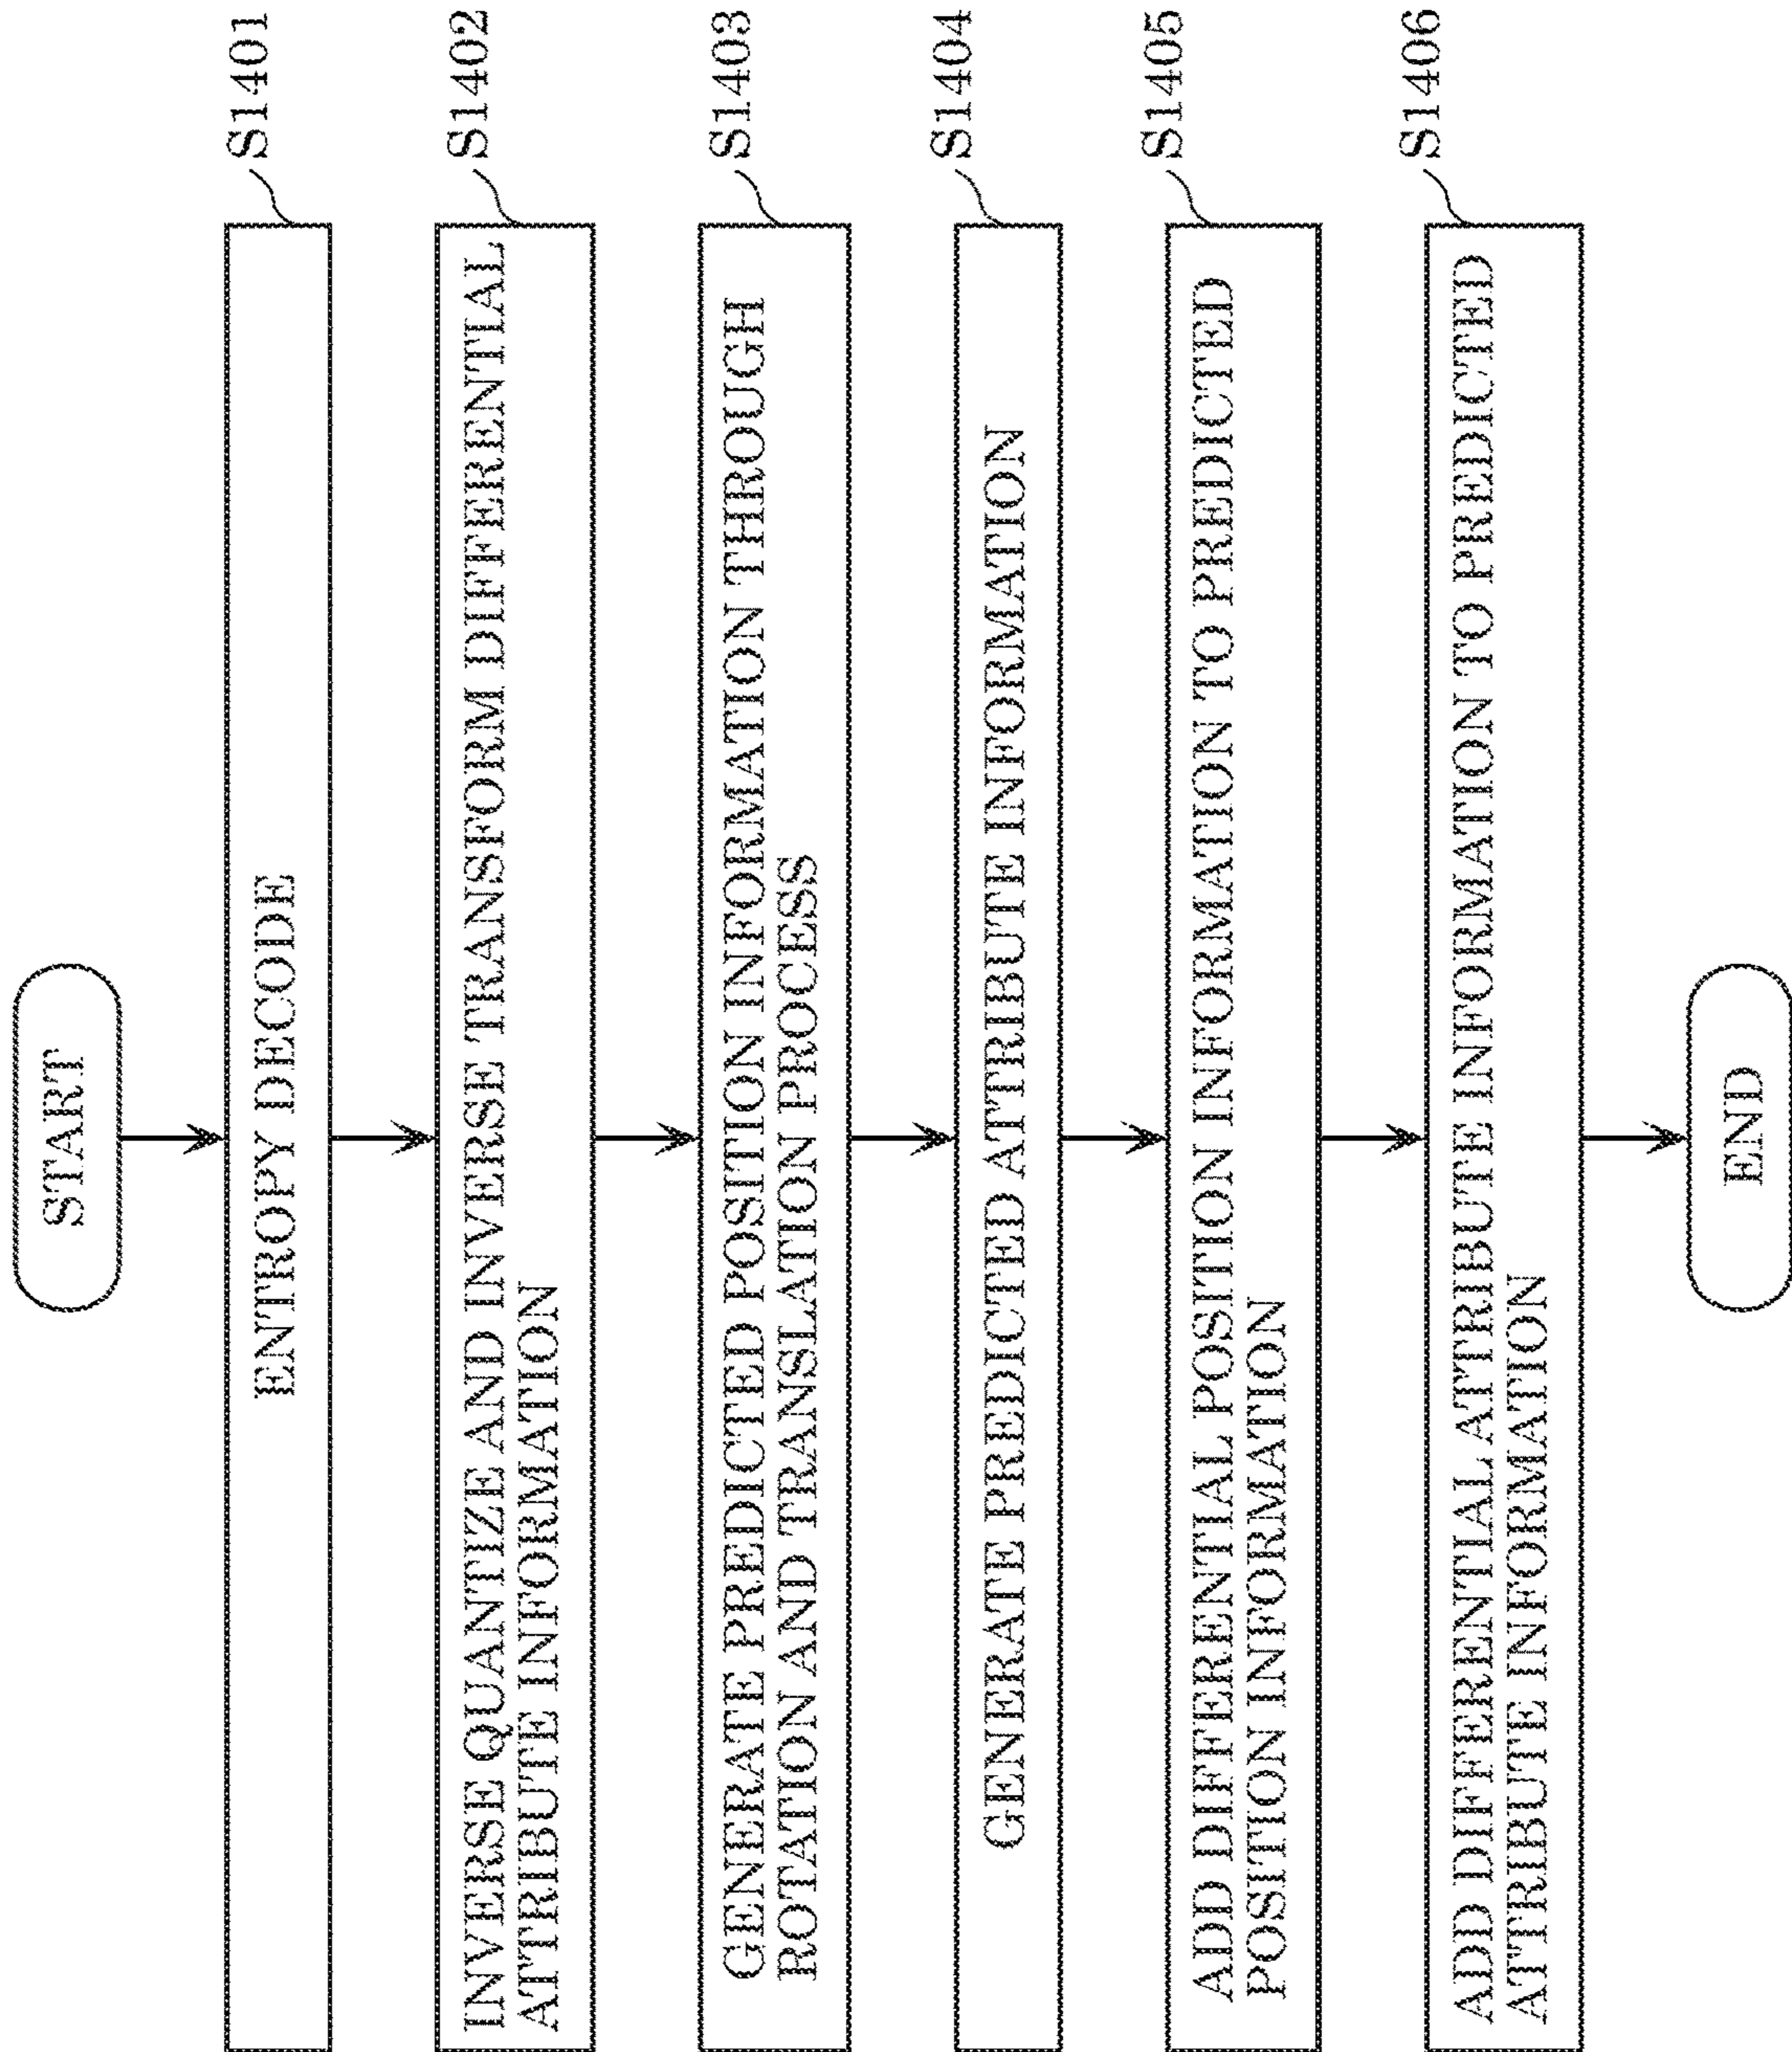 START
ENTROPY DECODE
S1401
INVERSE QUANTIZE AND INVERSE TRANSFORM DIFFERENTIAL
ATTRIBUTE INFORMATION
S1402
GENERATE PREDICTED POSITION INFORMATION THROUGH
ROTATION AND TRANSLATION PROCESS
S1403
GENERATE PREDICTED ATTRIBUTE INFORMATION
S1404
ADD DIFFERENTIAL POSITION INFORMATION TO PREDICTED
POSITION INFORMATION
S1405
ADD DIFFERENTIAL ATTRIBUTE INFORMATION TO PREDICTED
ATTRIBUTE INFORMATION
S1406
END